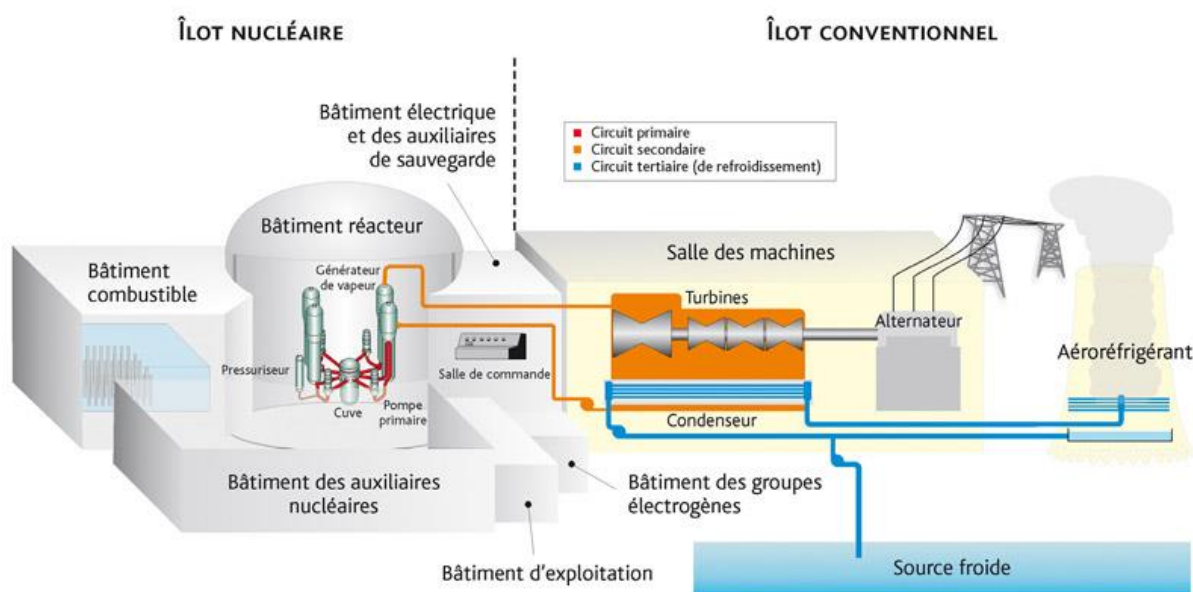 ÎLOT NUCLÉAIRE
ÎLOT CONVENTIONNEL
Bâtiment électrique
et des auxiliaires
de sauvegarde
Circuit primaire
Circuit secondaire
Circuit tertiaire (de refroidissement)
Bâtiment réacteur
Salle des machines
Bâtiment
combustible
Générateur
de vapeur
Turbines
Alternateur
Aéroréfrigérant
Pressuriseur
Salle de commande
Cuve
Pompe
primaire
Condenseur
Bâtiment des auxiliaires
nucléaires
Bâtiment des groupes
électrogènes
Bâtiment d'exploitation
Source froide